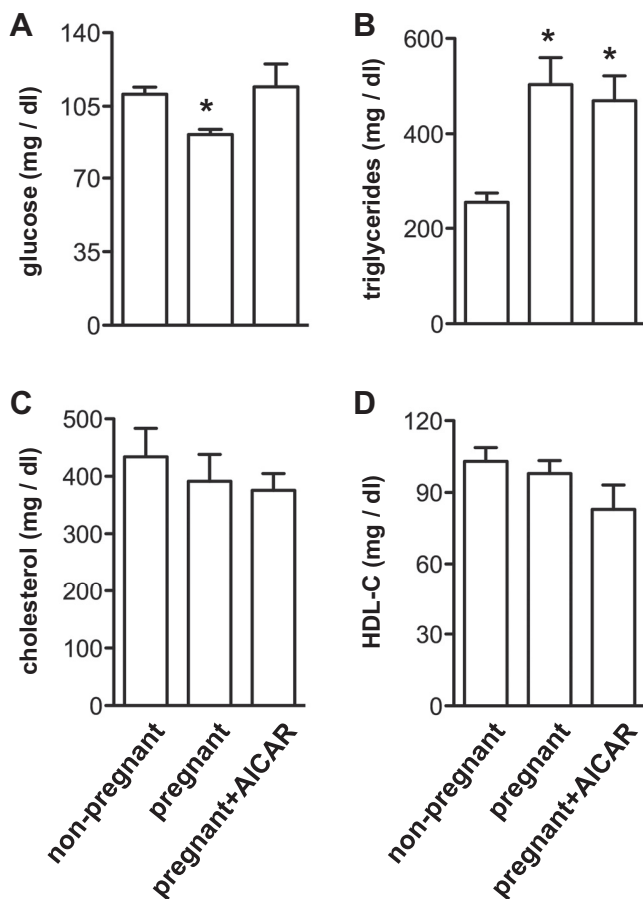 A
glucose (mg / dl)
140
105
70
35
0
*
B
triglycerides (mg / dl)
600
400
200
0
*
*
C
cholesterol (mg / dl)
500
400
300
200
100
0
non-pregnant
pregnant
pregnant+AICAR
D
HDL-C (mg / dl)
120
90
60
30
0
non-pregnant
pregnant
pregnant+AICAR